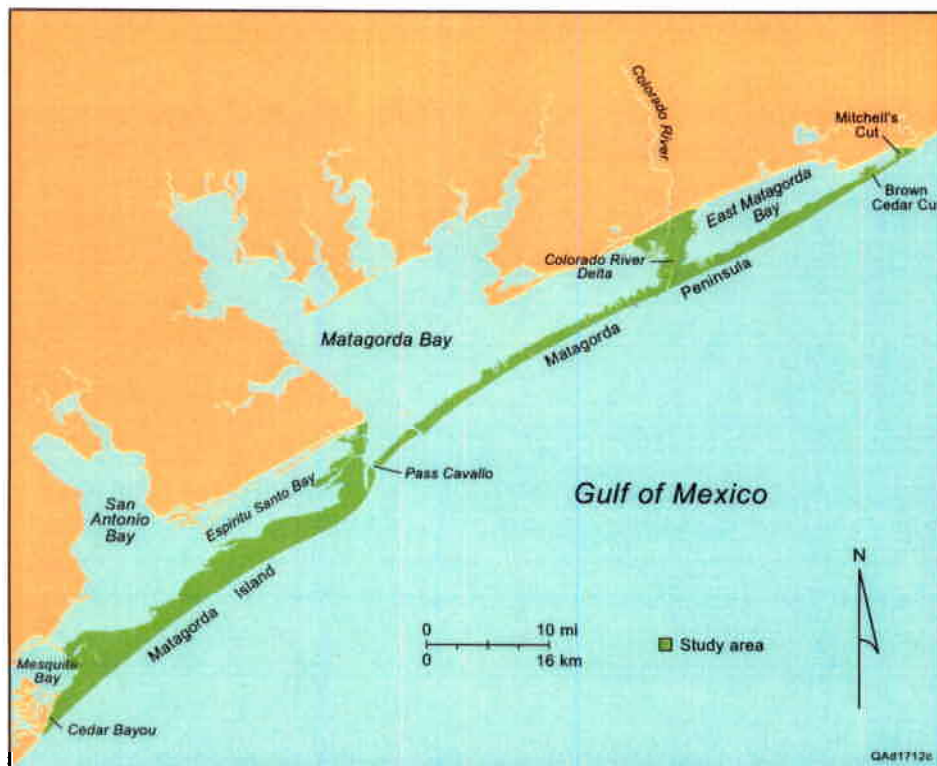 Colorado River
Mitchell's
Cut
East Matagorda
Bay
Brown
Cedar Cu
Colorado River
Delta
Peninsula
Matagorda
Matagorda Bay
Pass Cavallo
Espiritu Santo Bay
Gulf of Mexico
San
Antonio
Bay
Matagorda Island
N
0 10 mi
0 16 km
Study area
Mesquite
Bay
Cedar Bayou
QAd1712c